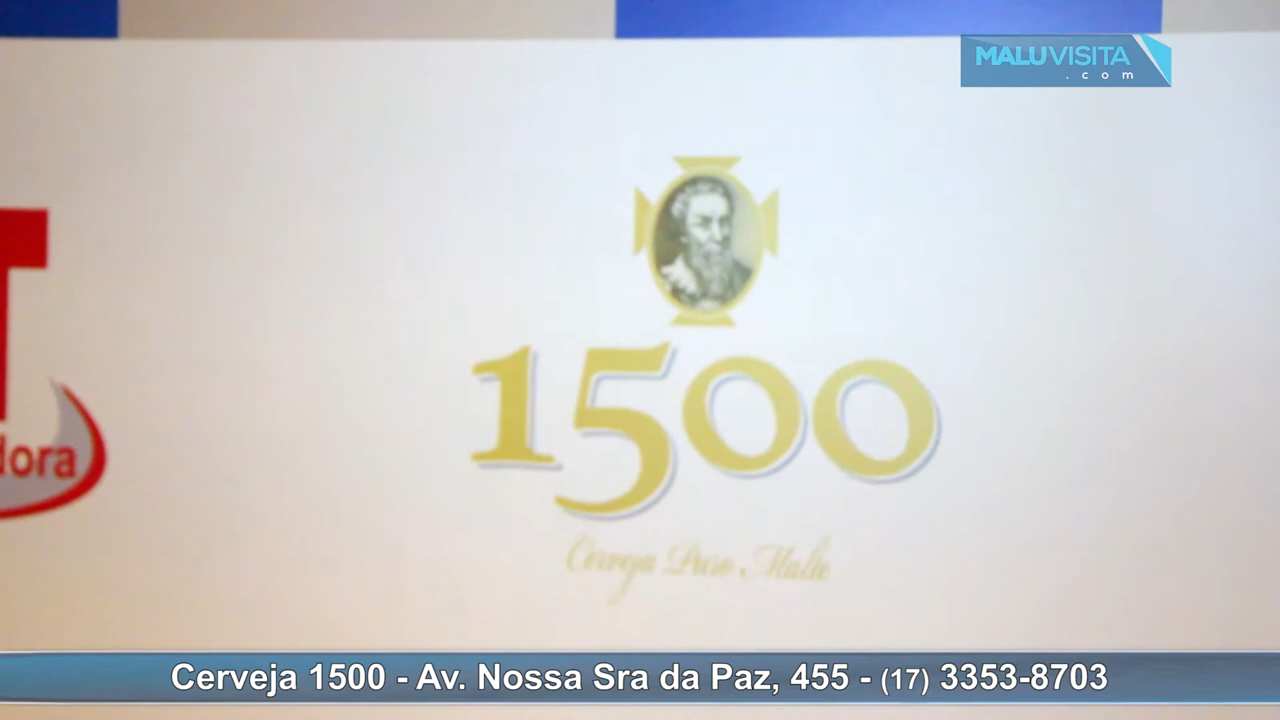 MALUVISITA
.com
T
dora
1500
Cerveja Puro Malte
Cerveja 1500 - Av. Nossa Sra da Paz, 455 - (17) 3353-8703